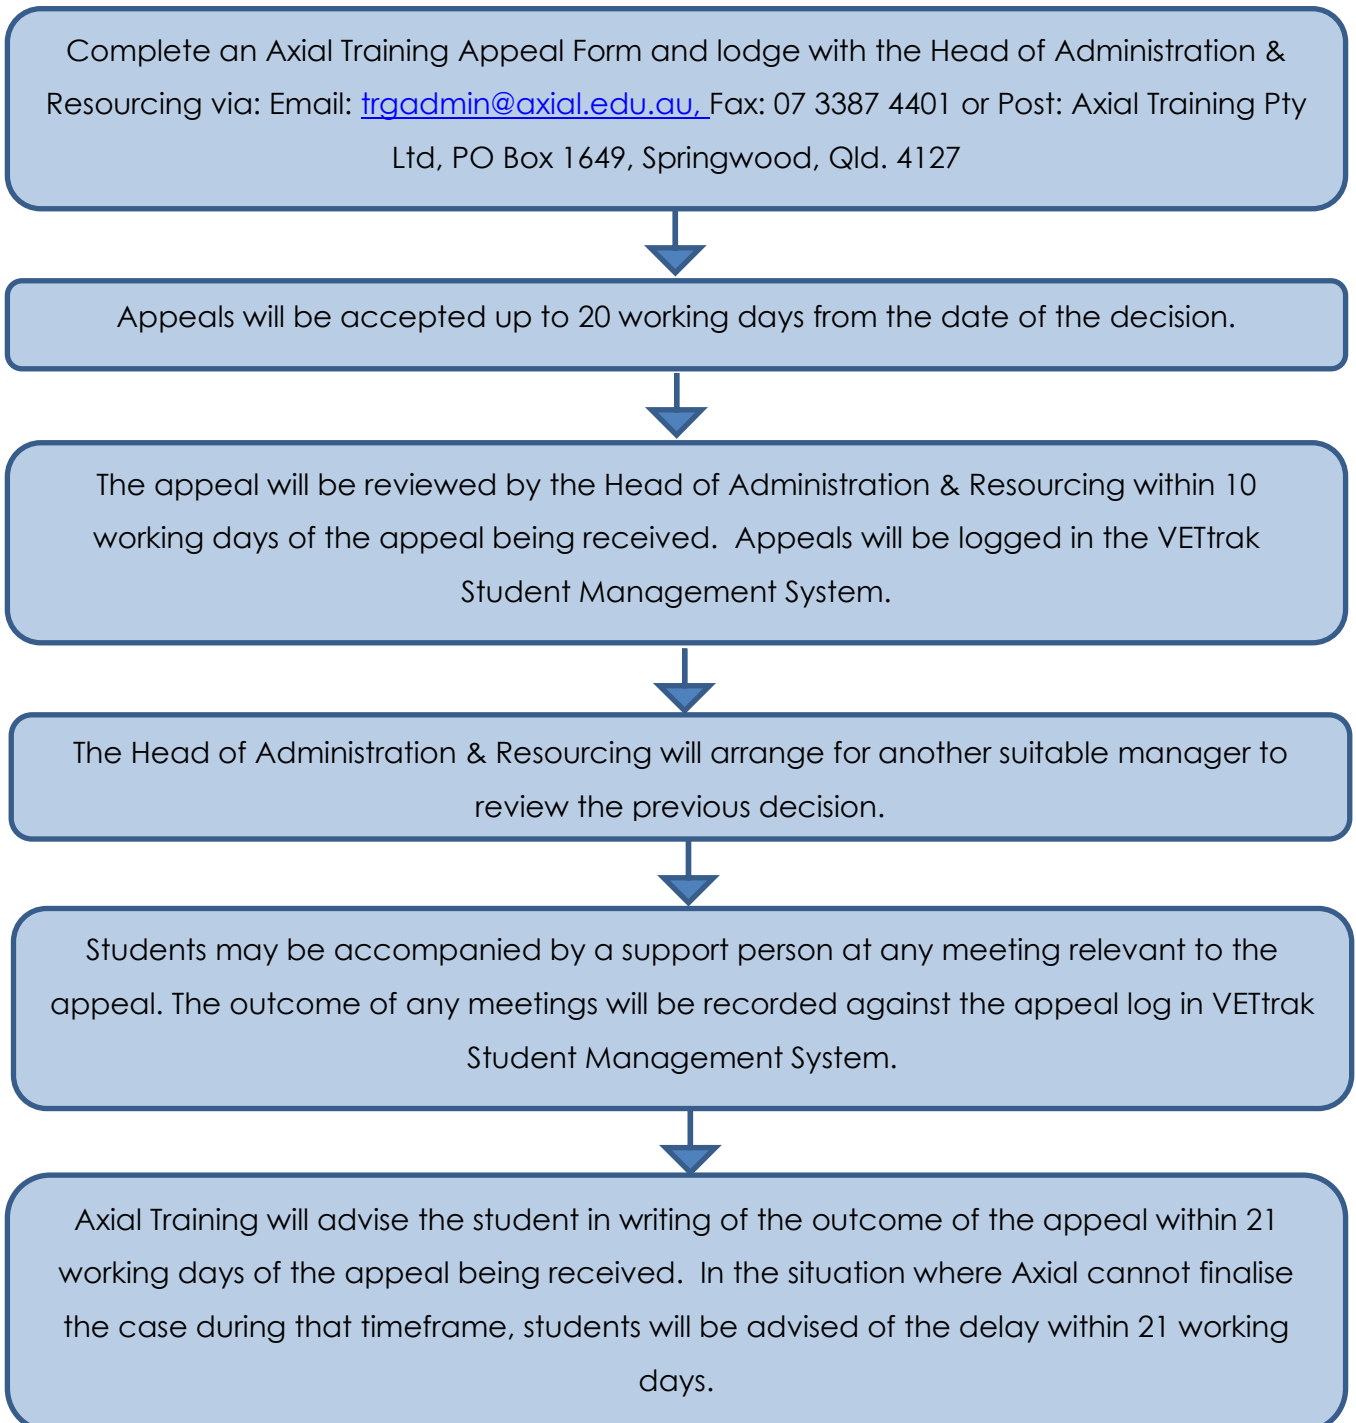 Complete an Axial Training Appeal Form and lodge with the Head of Administration &
Resourcing via: Email: trgadmin@axial.edu.au, Fax: 07 3387 4401 or Post: Axial Training Pty
Ltd, PO Box 1649, Springwood, Qld. 4127
Appeals will be accepted up to 20 working days from the date of the decision.
The appeal will be reviewed by the Head of Administration & Resourcing within 10
working days of the appeal being received.  Appeals will be logged in the VETtrak
Student Management System.
The Head of Administration & Resourcing will arrange for another suitable manager to
review the previous decision.
Students may be accompanied by a support person at any meeting relevant to the
appeal. The outcome of any meetings will be recorded against the appeal log in VETtrak
Student Management System.
Axial Training will advise the student in writing of the outcome of the appeal within 21
working days of the appeal being received.  In the situation where Axial cannot finalise
the case during that timeframe, students will be advised of the delay within 21 working
days.